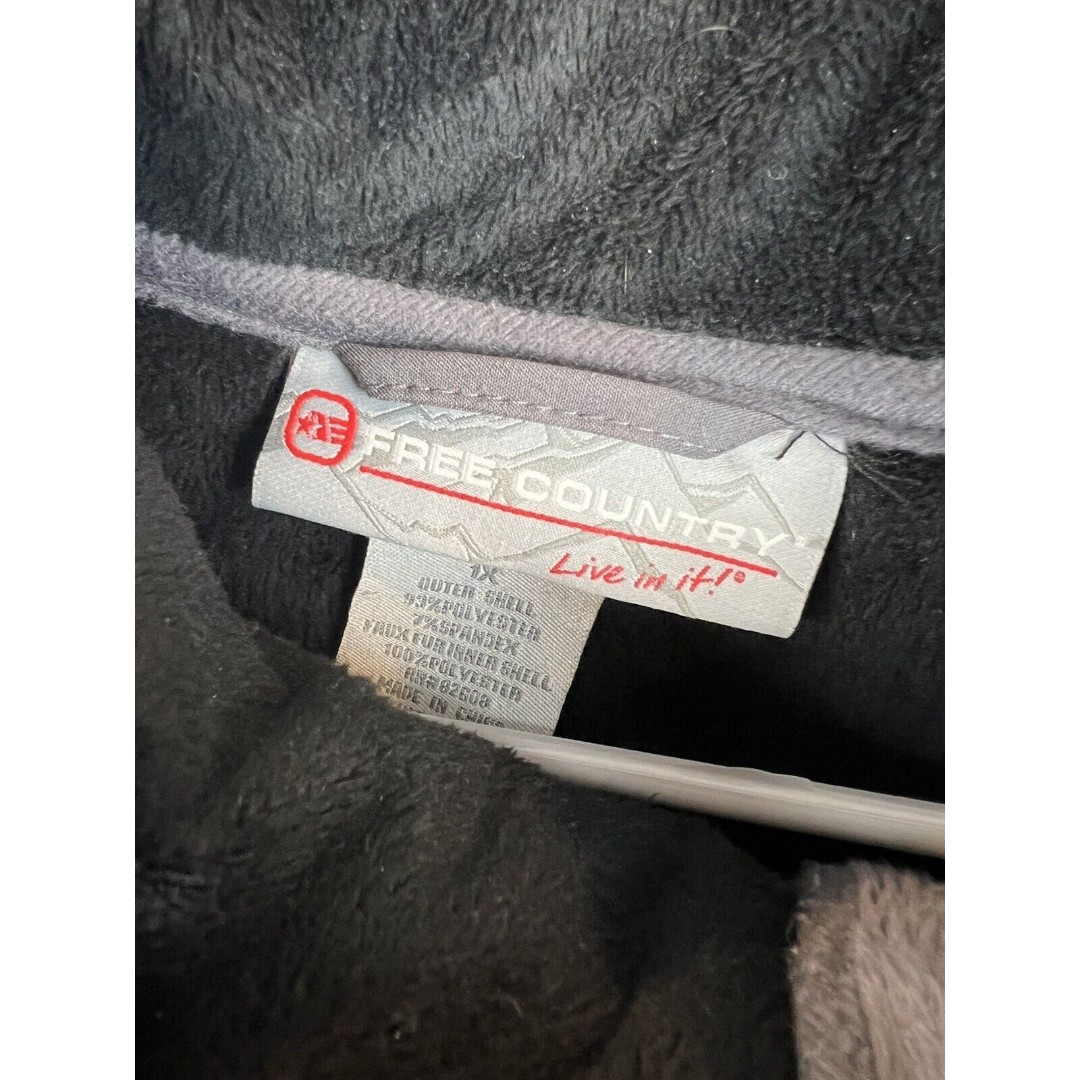 FREE COUNTRY
Live in it!®
1X
OUTER SHELL
93%POLYESTER
7%SPANDEX
FAUX FUR INNER SHELL
100%POLYESTER
RN#82608
MADE IN CHINA